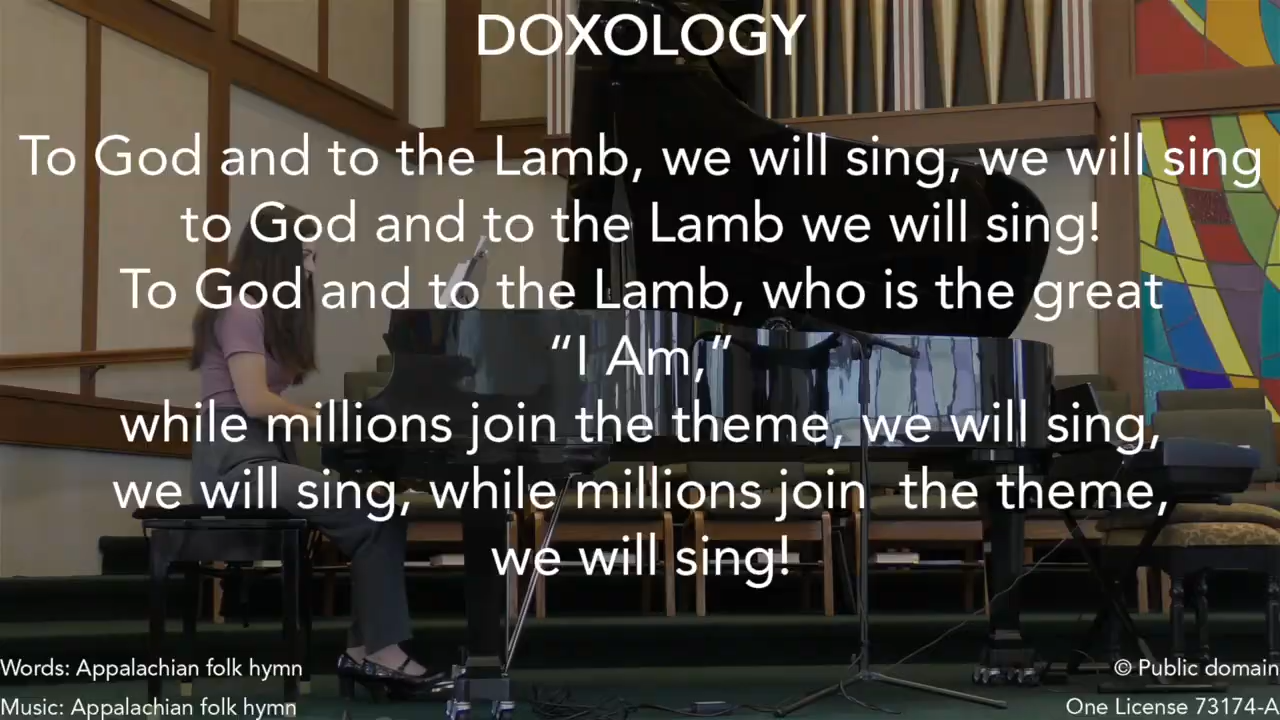 DOXOLOGY
To God and to the Lamb, we will sing, we will sing
to God and to the Lamb we will sing!
To God and to the Lamb, who is the great
“I Am,”
while millions join the theme, we will sing,
we will sing, while millions join  the theme,
we will sing!
Words: Appalachian folk hymn
© Public domain
Music: Appalachian folk hymn
One License 73174-A